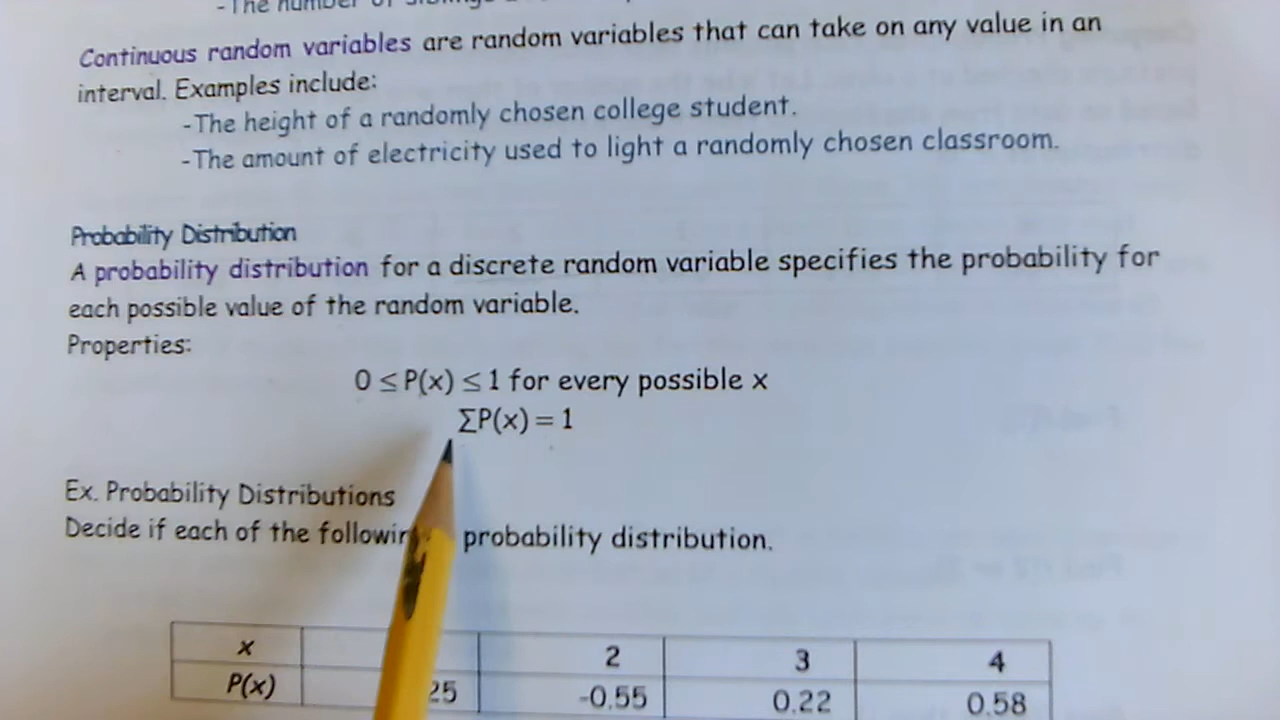 -The number of
Continuous random variables are random variables that can take on any value in an
interval. Examples include:
-The height of a randomly chosen college student.
-The amount of electricity used to light a randomly chosen classroom.
Probability Distribution
A probability distribution for a discrete random variable specifies the probability for
each possible value of the random variable.
Properties:
0 ≤ P(x) ≤ 1 for every possible x
ΣP(x) = 1
Ex. Probability Distributions
Decide if each of the probability distribution.
x 2 3 4
P(x) 25 -0.55 0.22 0.58